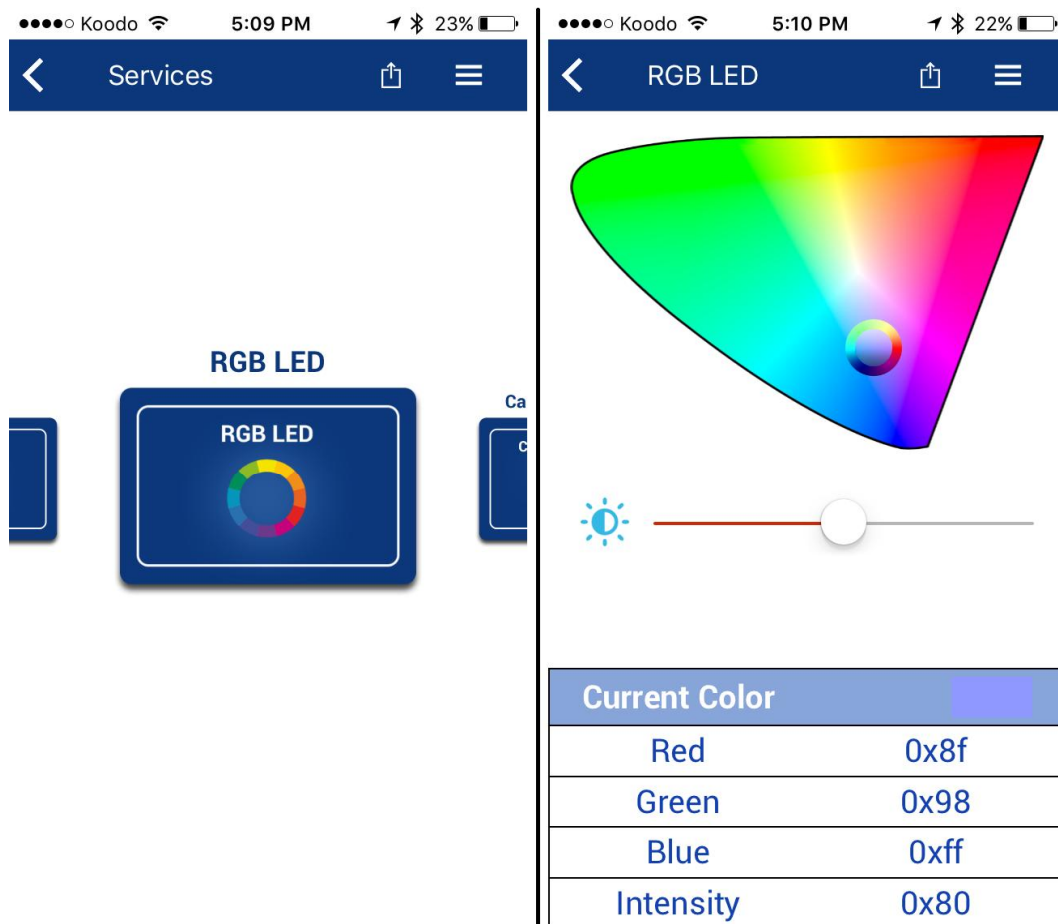 Koodo 5:09 PM 23%
Services
RGB LED
RGB LED
Ca
C
Koodo 5:10 PM 22%
RGB LED
Current Color
Red 0x8f
Green 0x98
Blue 0xff
Intensity 0x80